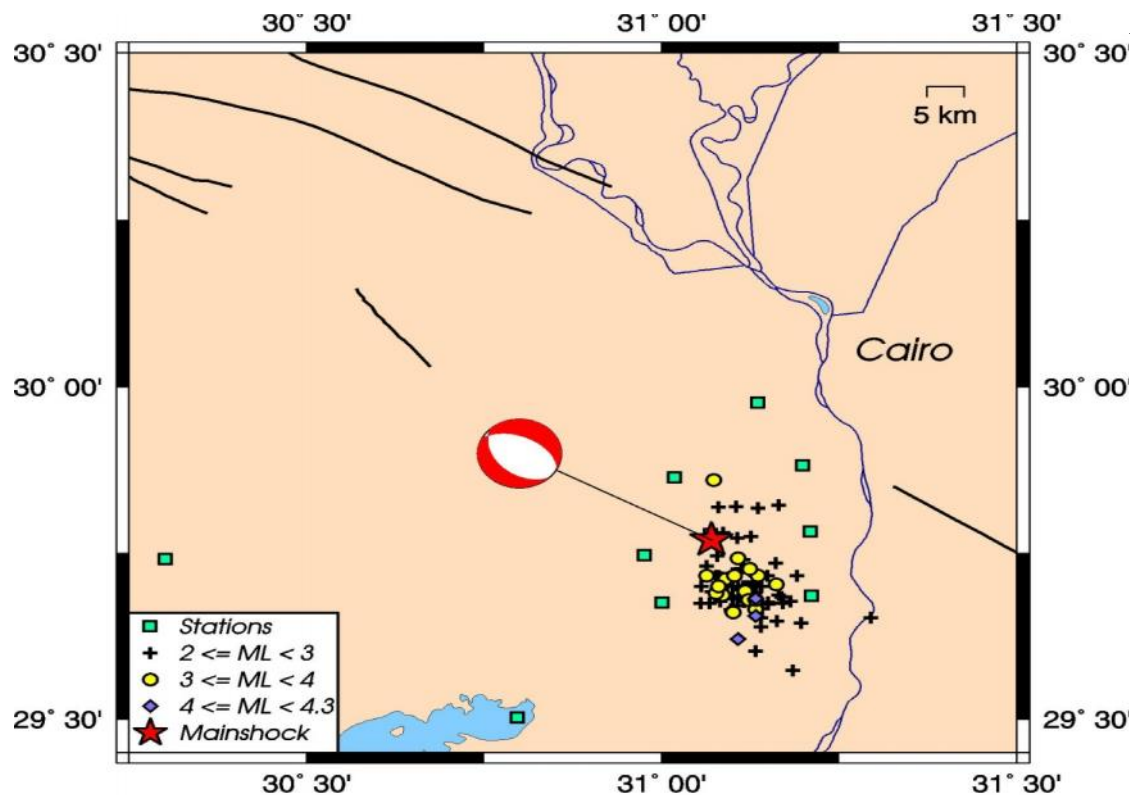 30° 30' 31° 00' 31° 30'
30° 30' 30° 30'
5 km
Cairo
30° 00' 30° 00'
Stations
2 <= ML < 3
3 <= ML < 4
4 <= ML < 4.3
Mainshock
29° 30' 29° 30'
30° 30' 31° 00' 31° 30'